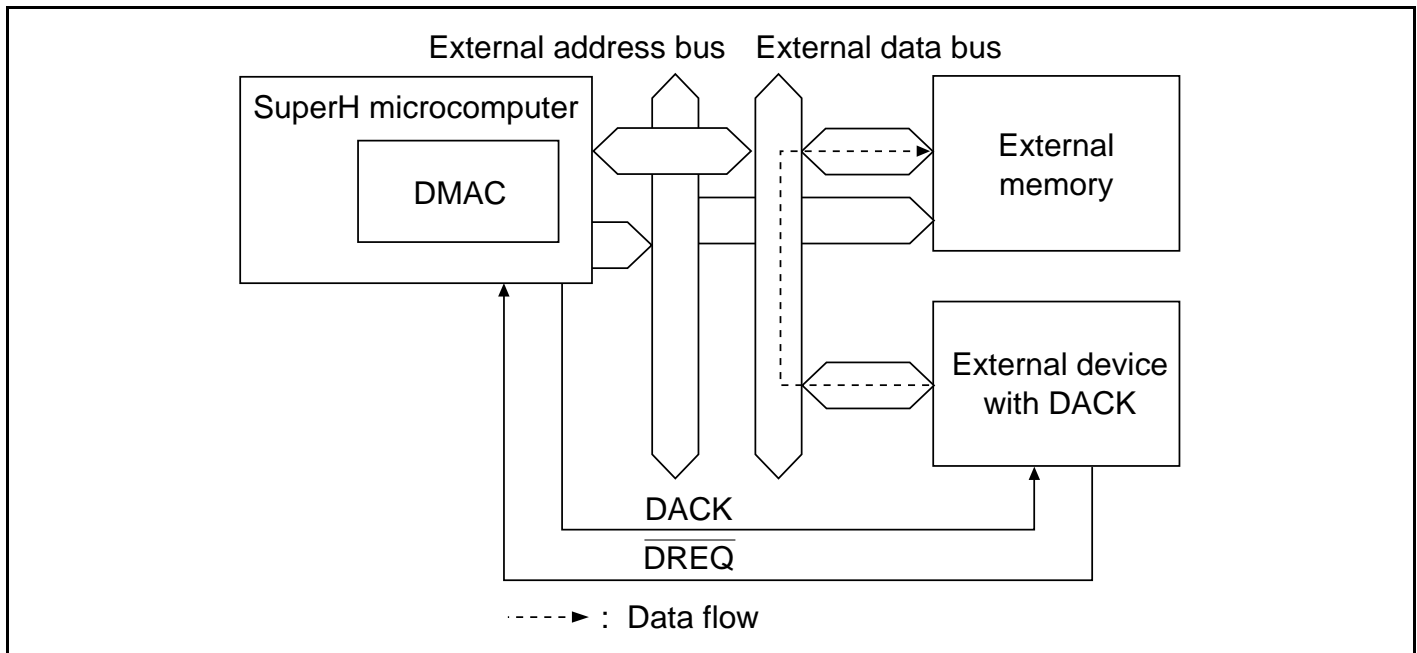 External address bus
External data bus
SuperH microcomputer
DMAC
External
memory
External device
with DACK
DACK
DREQ
: Data flow